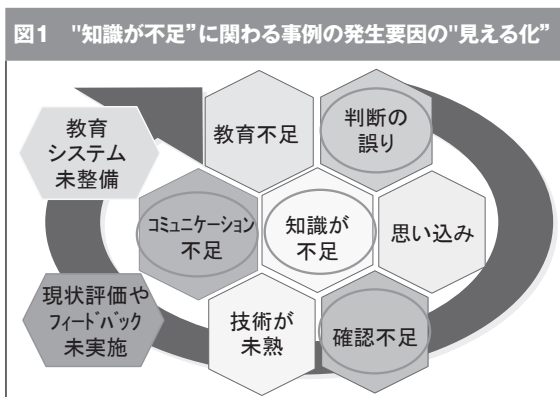 図1 "知識が不足"に関わる事例の発生要因の"見える化"
教育
システム
未整備
教育不足
判断の
誤り
コミュニケーション
不足
知識が
不足
思い込み
現状評価や
フィードバック
未実施
技術が
未熟
確認不足